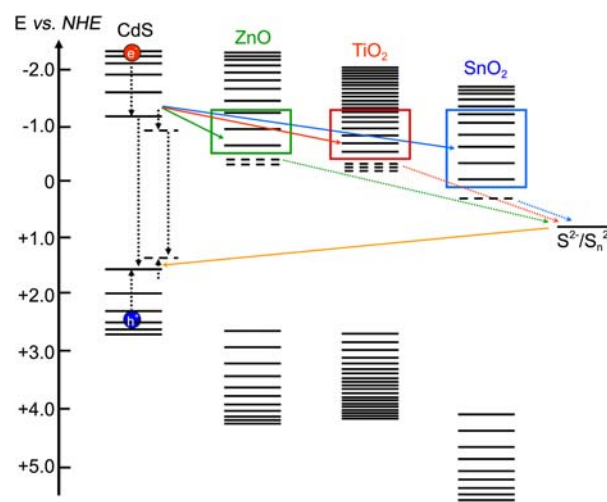 E vs. NHE
CdS
ZnO
TiO₂
SnO₂
e⁻
-2.0
-1.0
0
+1.0
+2.0
+3.0
+4.0
+5.0
S²⁻/Sₙ²
h⁺